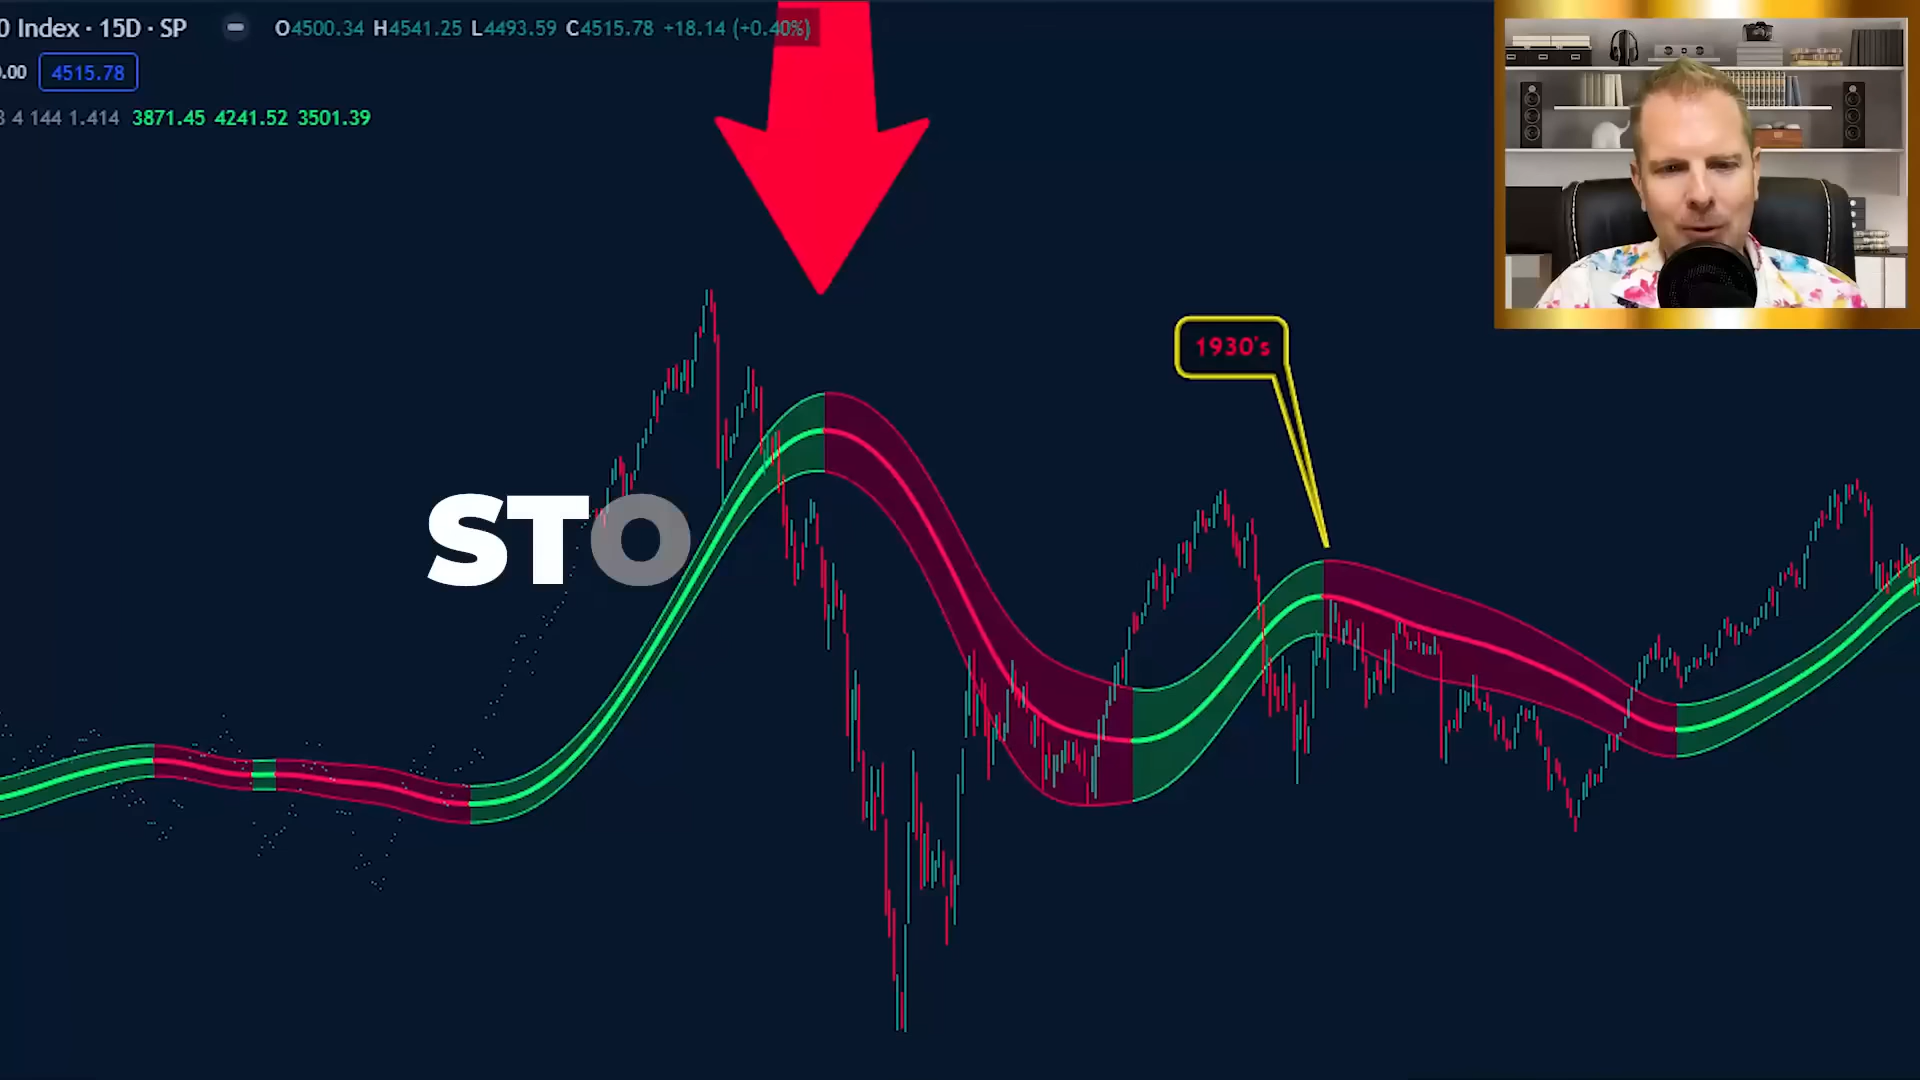 0 Index · 15D · SP O4500.34 H4541.25 L4493.59 C4515.78 +18.14 (+0.40%)
0.00 4515.78
3 4 144 1.414 3871.45 4241.52 3501.39
1930's
STO